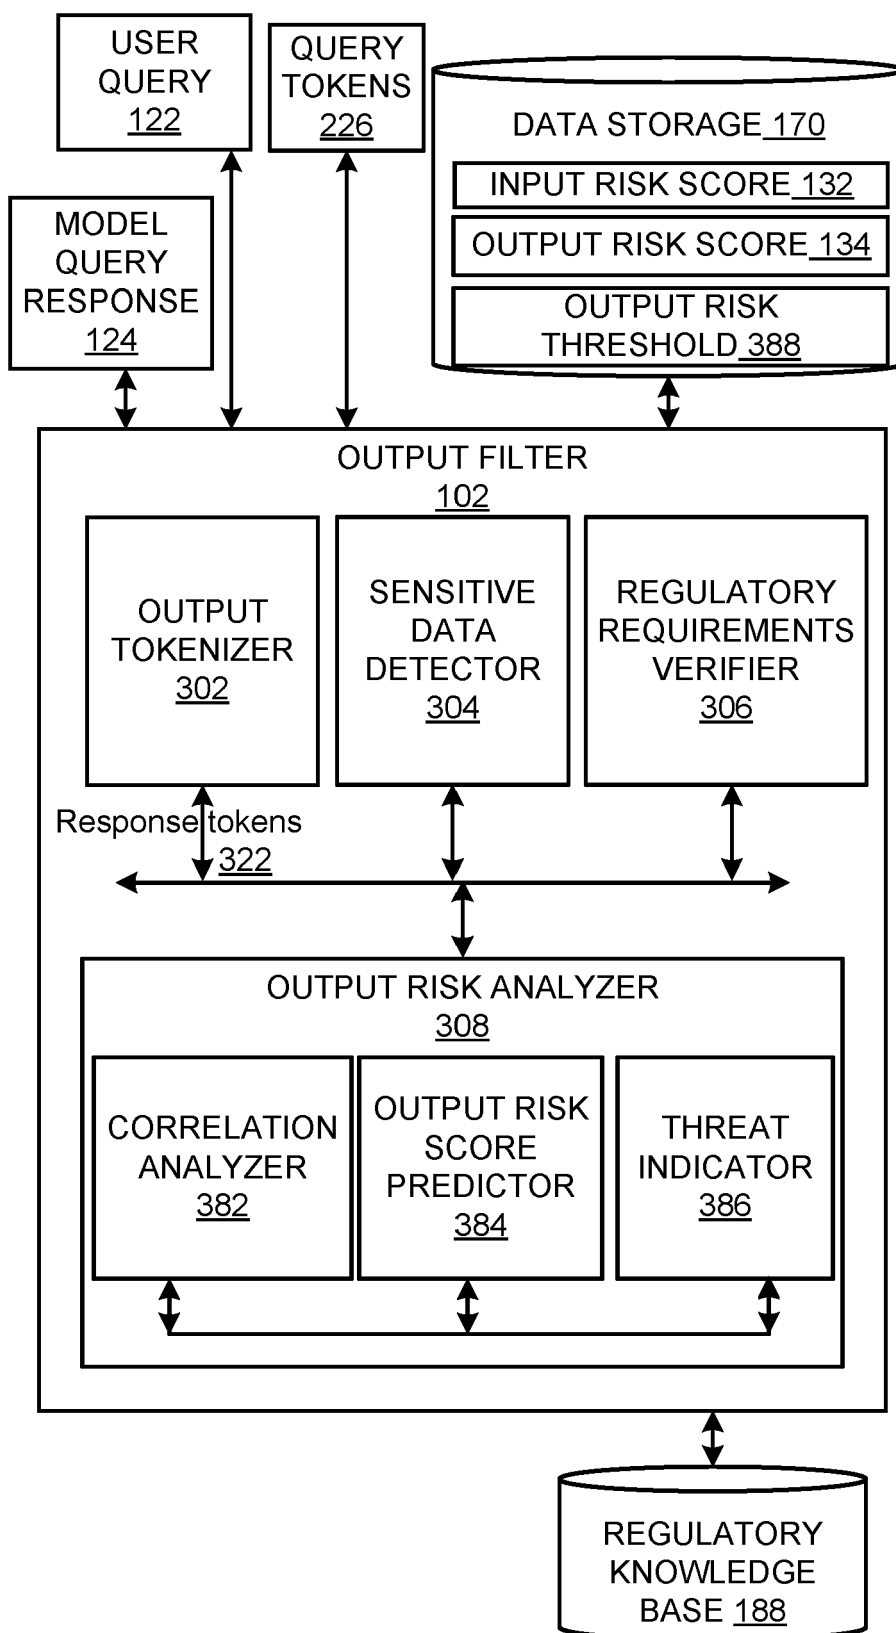 USER
QUERY
122
QUERY
TOKENS
226
DATA STORAGE 170
INPUT RISK SCORE 132
OUTPUT RISK SCORE 134
OUTPUT RISK
THRESHOLD 388
MODEL
QUERY
RESPONSE
124
OUTPUT FILTER
102
OUTPUT
TOKENIZER
302
SENSITIVE
DATA
DETECTOR
304
REGULATORY
REQUIREMENTS
VERIFIER
306
Response tokens
322
OUTPUT RISK ANALYZER
308
CORRELATION
ANALYZER
382
OUTPUT RISK
SCORE
PREDICTOR
384
THREAT
INDICATOR
386
REGULATORY
KNOWLEDGE
BASE 188